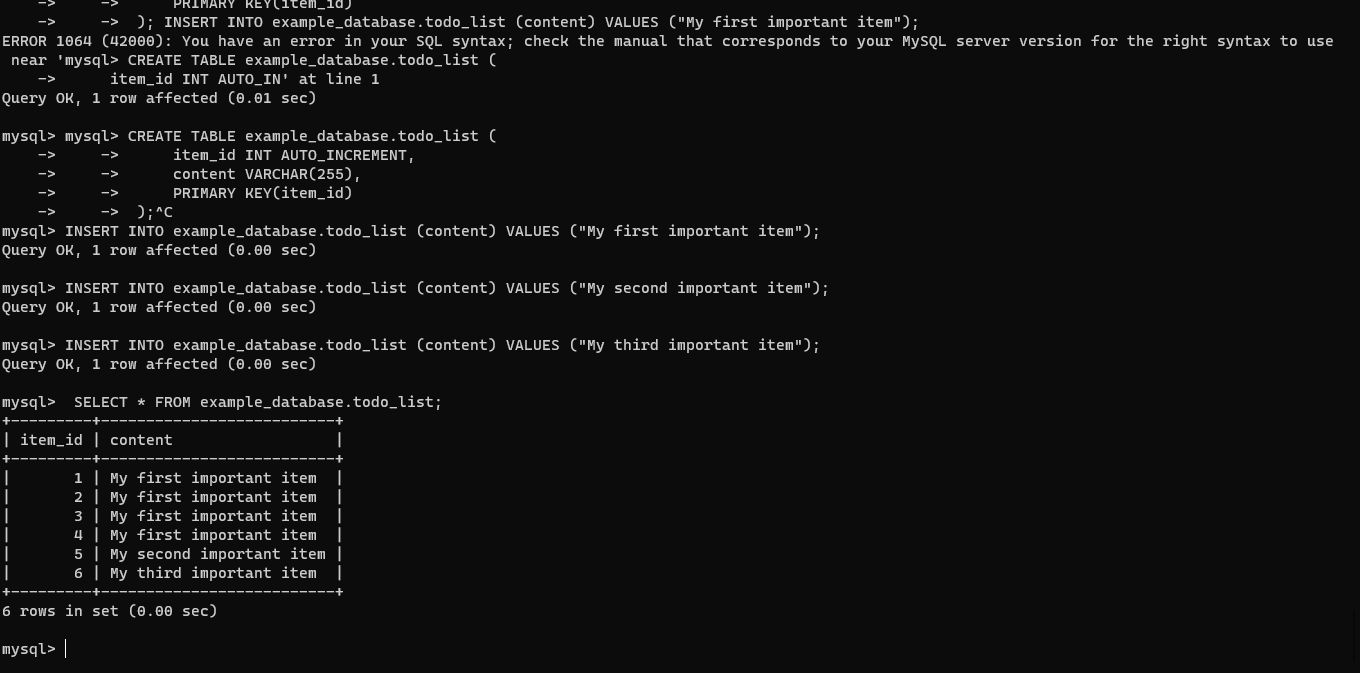 -> -> PRIMARY KEY(item_id)
-> -> ); INSERT INTO example_database.todo_list (content) VALUES ("My first important item");
ERROR 1064 (42000): You have an error in your SQL syntax; check the manual that corresponds to your MySQL server version for the right syntax to use
near 'mysql> CREATE TABLE example_database.todo_list (
-> item_id INT AUTO_IN' at line 1
Query OK, 1 row affected (0.01 sec)
mysql> mysql> CREATE TABLE example_database.todo_list (
-> -> item_id INT AUTO_INCREMENT,
-> -> content VARCHAR(255),
-> -> PRIMARY KEY(item_id)
-> -> );^C
mysql> INSERT INTO example_database.todo_list (content) VALUES ("My first important item");
Query OK, 1 row affected (0.00 sec)
mysql> INSERT INTO example_database.todo_list (content) VALUES ("My second important item");
Query OK, 1 row affected (0.00 sec)
mysql> INSERT INTO example_database.todo_list (content) VALUES ("My third important item");
Query OK, 1 row affected (0.00 sec)
mysql>  SELECT * FROM example_database.todo_list;
+---------+--------------------------+
| item_id | content                  |
+---------+--------------------------+
|       1 | My first important item  |
|       2 | My first important item  |
|       3 | My first important item  |
|       4 | My first important item  |
|       5 | My second important item |
|       6 | My third important item  |
+---------+--------------------------+
6 rows in set (0.00 sec)
mysql>